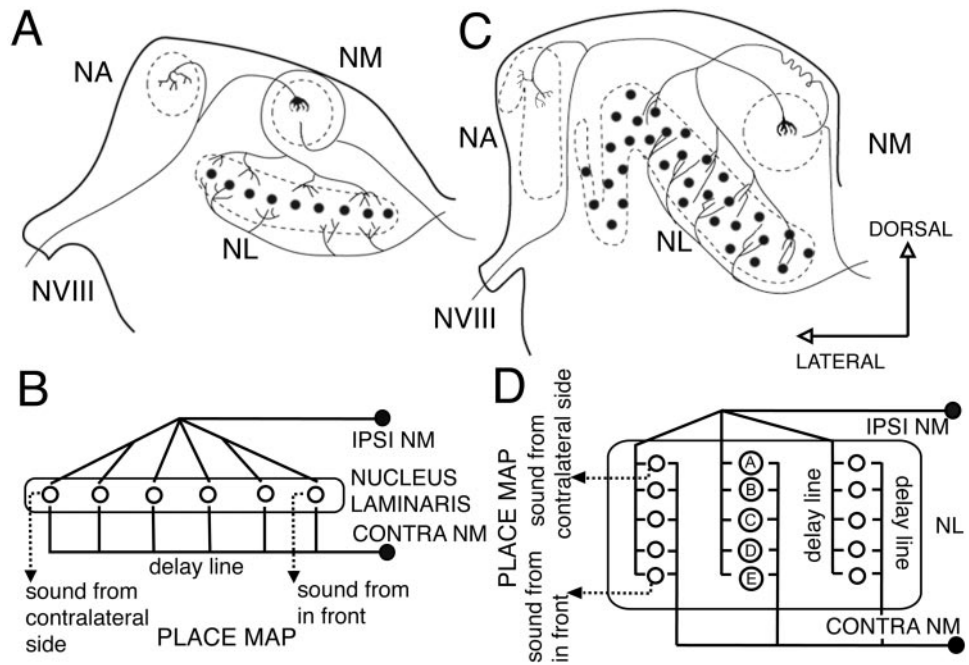 A
NA
NM
NL
NVIII
B
IPSI NM
NUCLEUS
LAMINARIS
CONTRA NM
delay line
sound from
contralateral
side
sound from
in front
PLACE MAP
C
NA
NM
NL
NVIII
DORSAL
LATERAL
D
PLACE MAP
sound from
contralateral side
sound from
in front
IPSI NM
A
B
C
D
E
delay line
delay line
NL
CONTRA NM